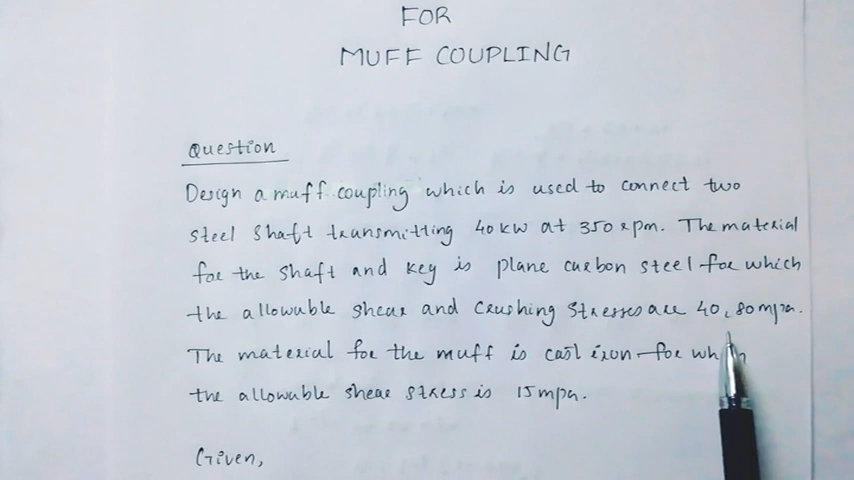 FOR
MUFF COUPLING
Question
Design a muff coupling which is used to connect two
steel shaft transmitting 40 kw at 350 rpm. The material
for the shaft and key is plane carbon steel for which
the allowable shear and crushing stresses are 40, 80 mpa.
The material for the muff is cast iron for
the allowable shear stress is 15 mpa.
Given,